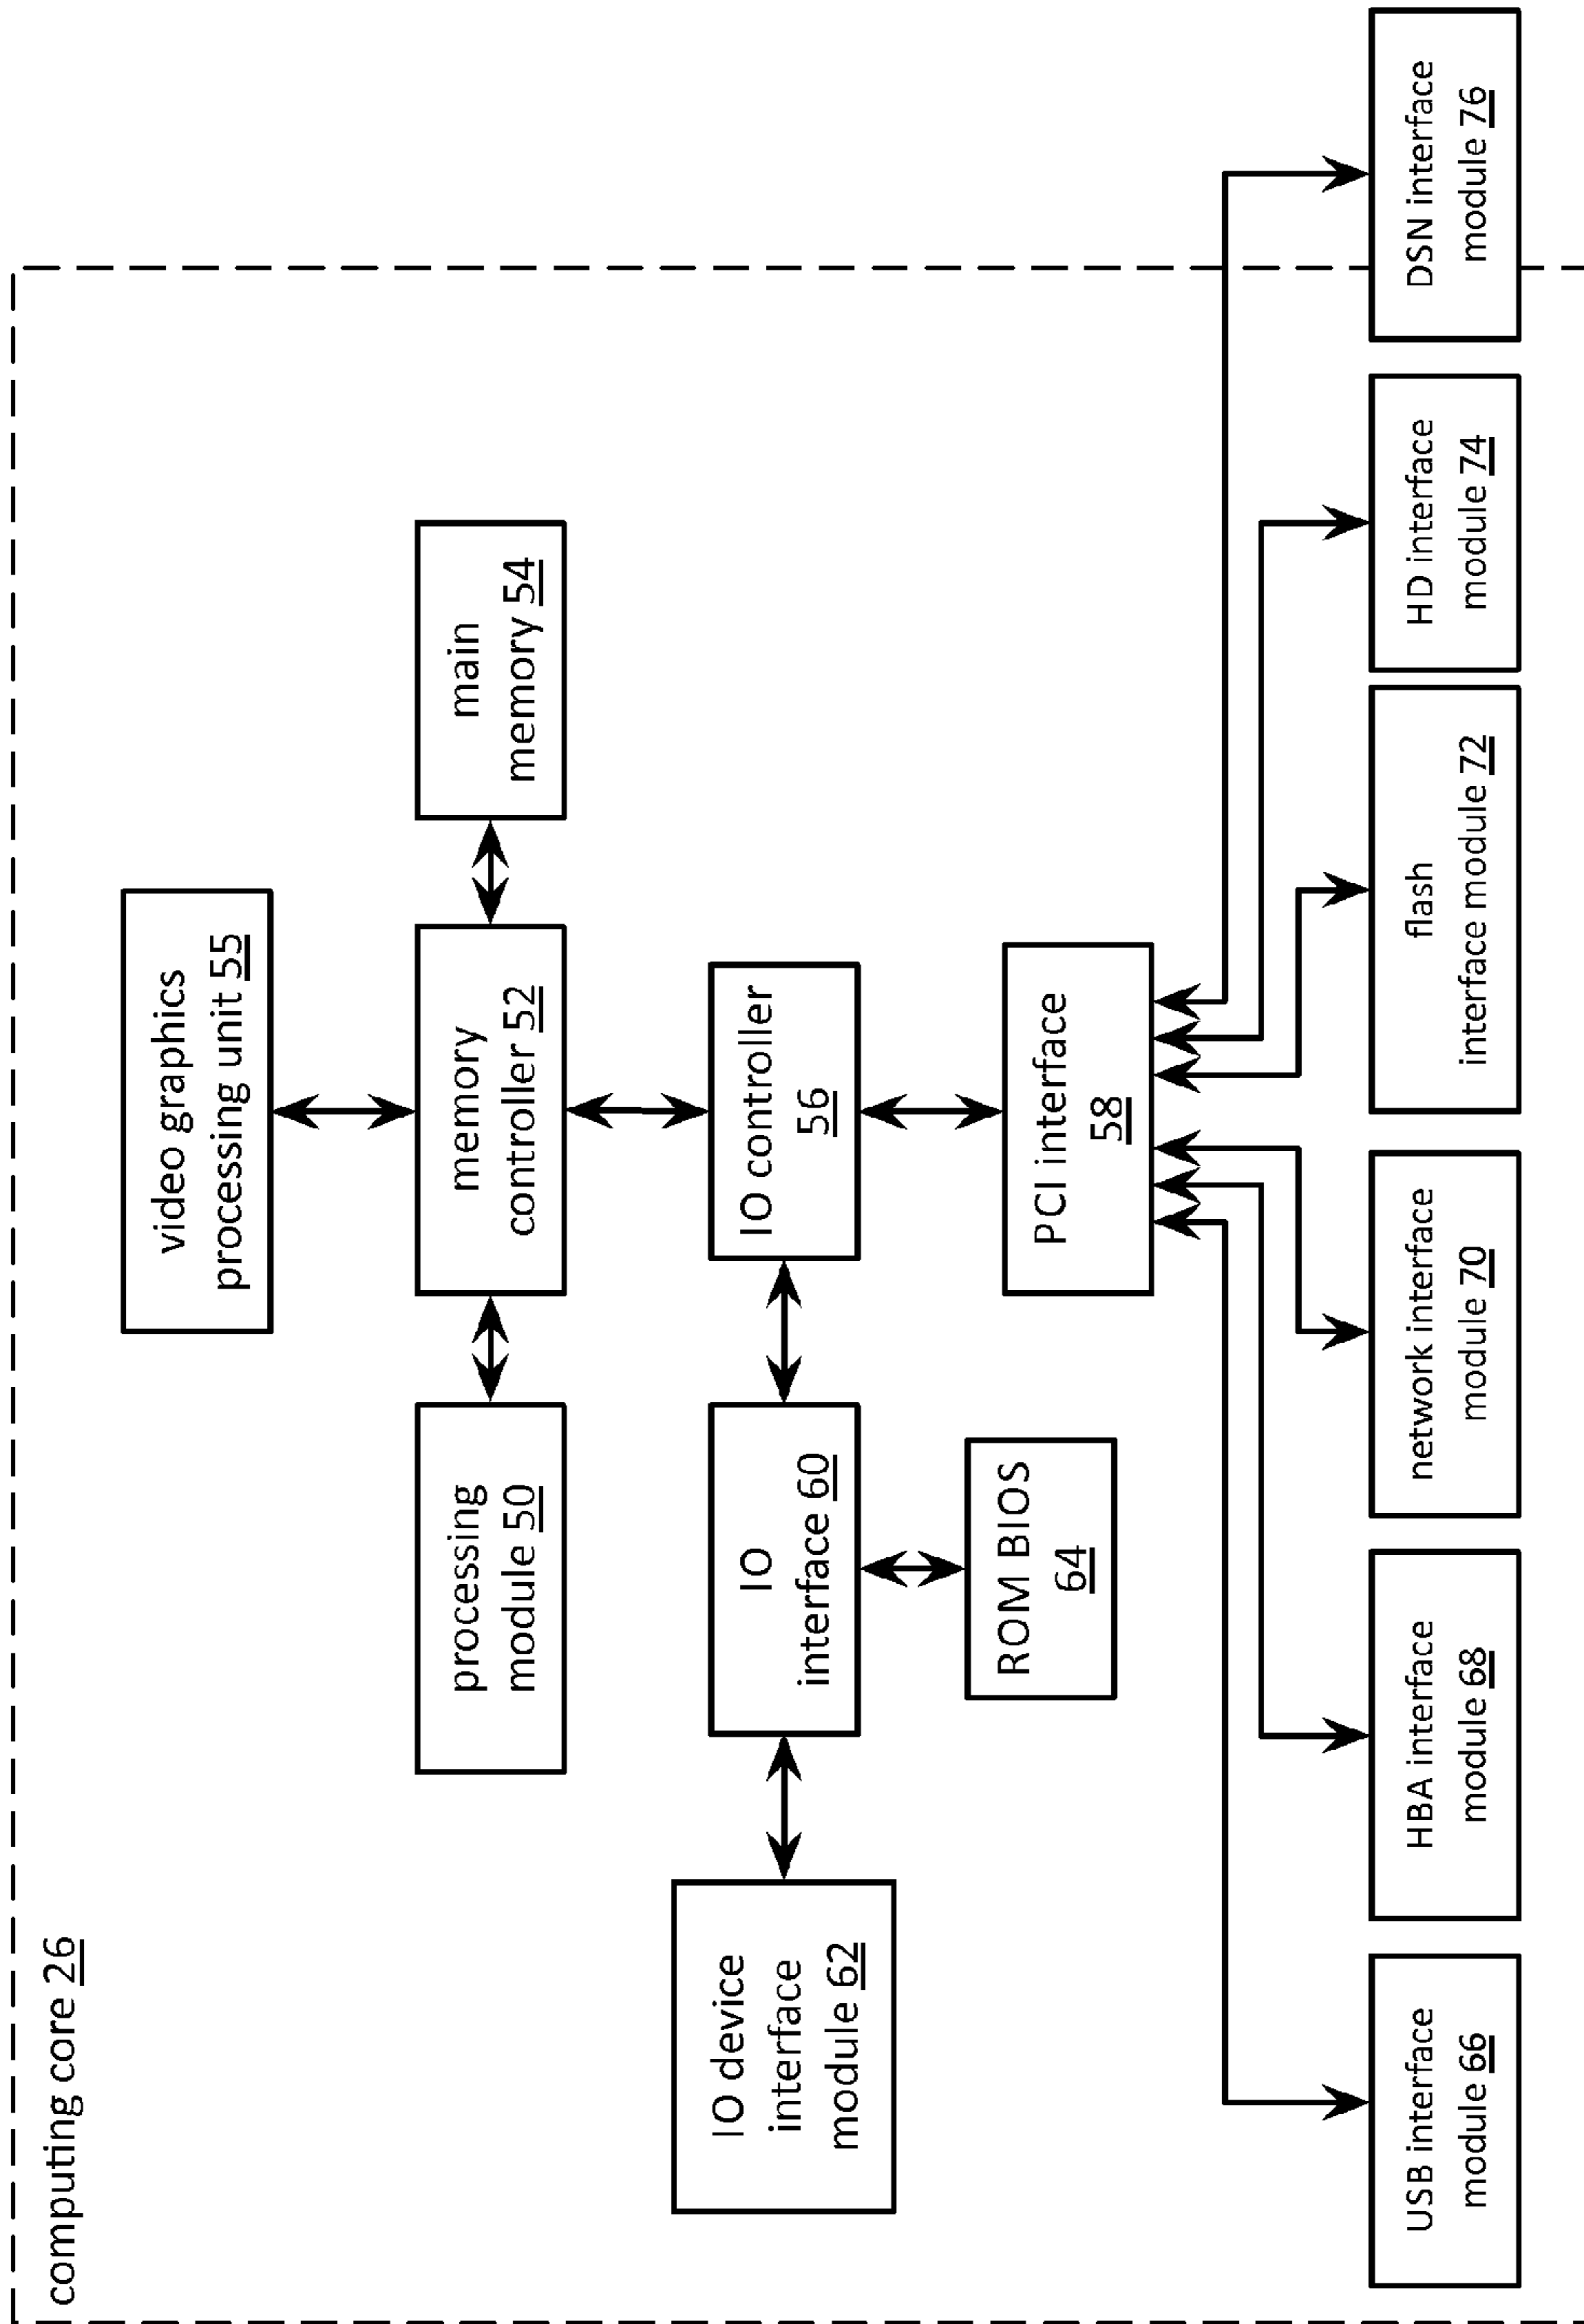 computing core 26
video graphics
processing unit 55
processing
module 50
memory
controller 52
main
memory 54
IO device
interface
module 62
IO
interface 60
IO controller
56
ROM BIOS
64
PCI interface
58
USB interface
module 66
HBA interface
module 68
network interface
module 70
flash
interface module 72
HD interface
module 74
DSN interface
module 76